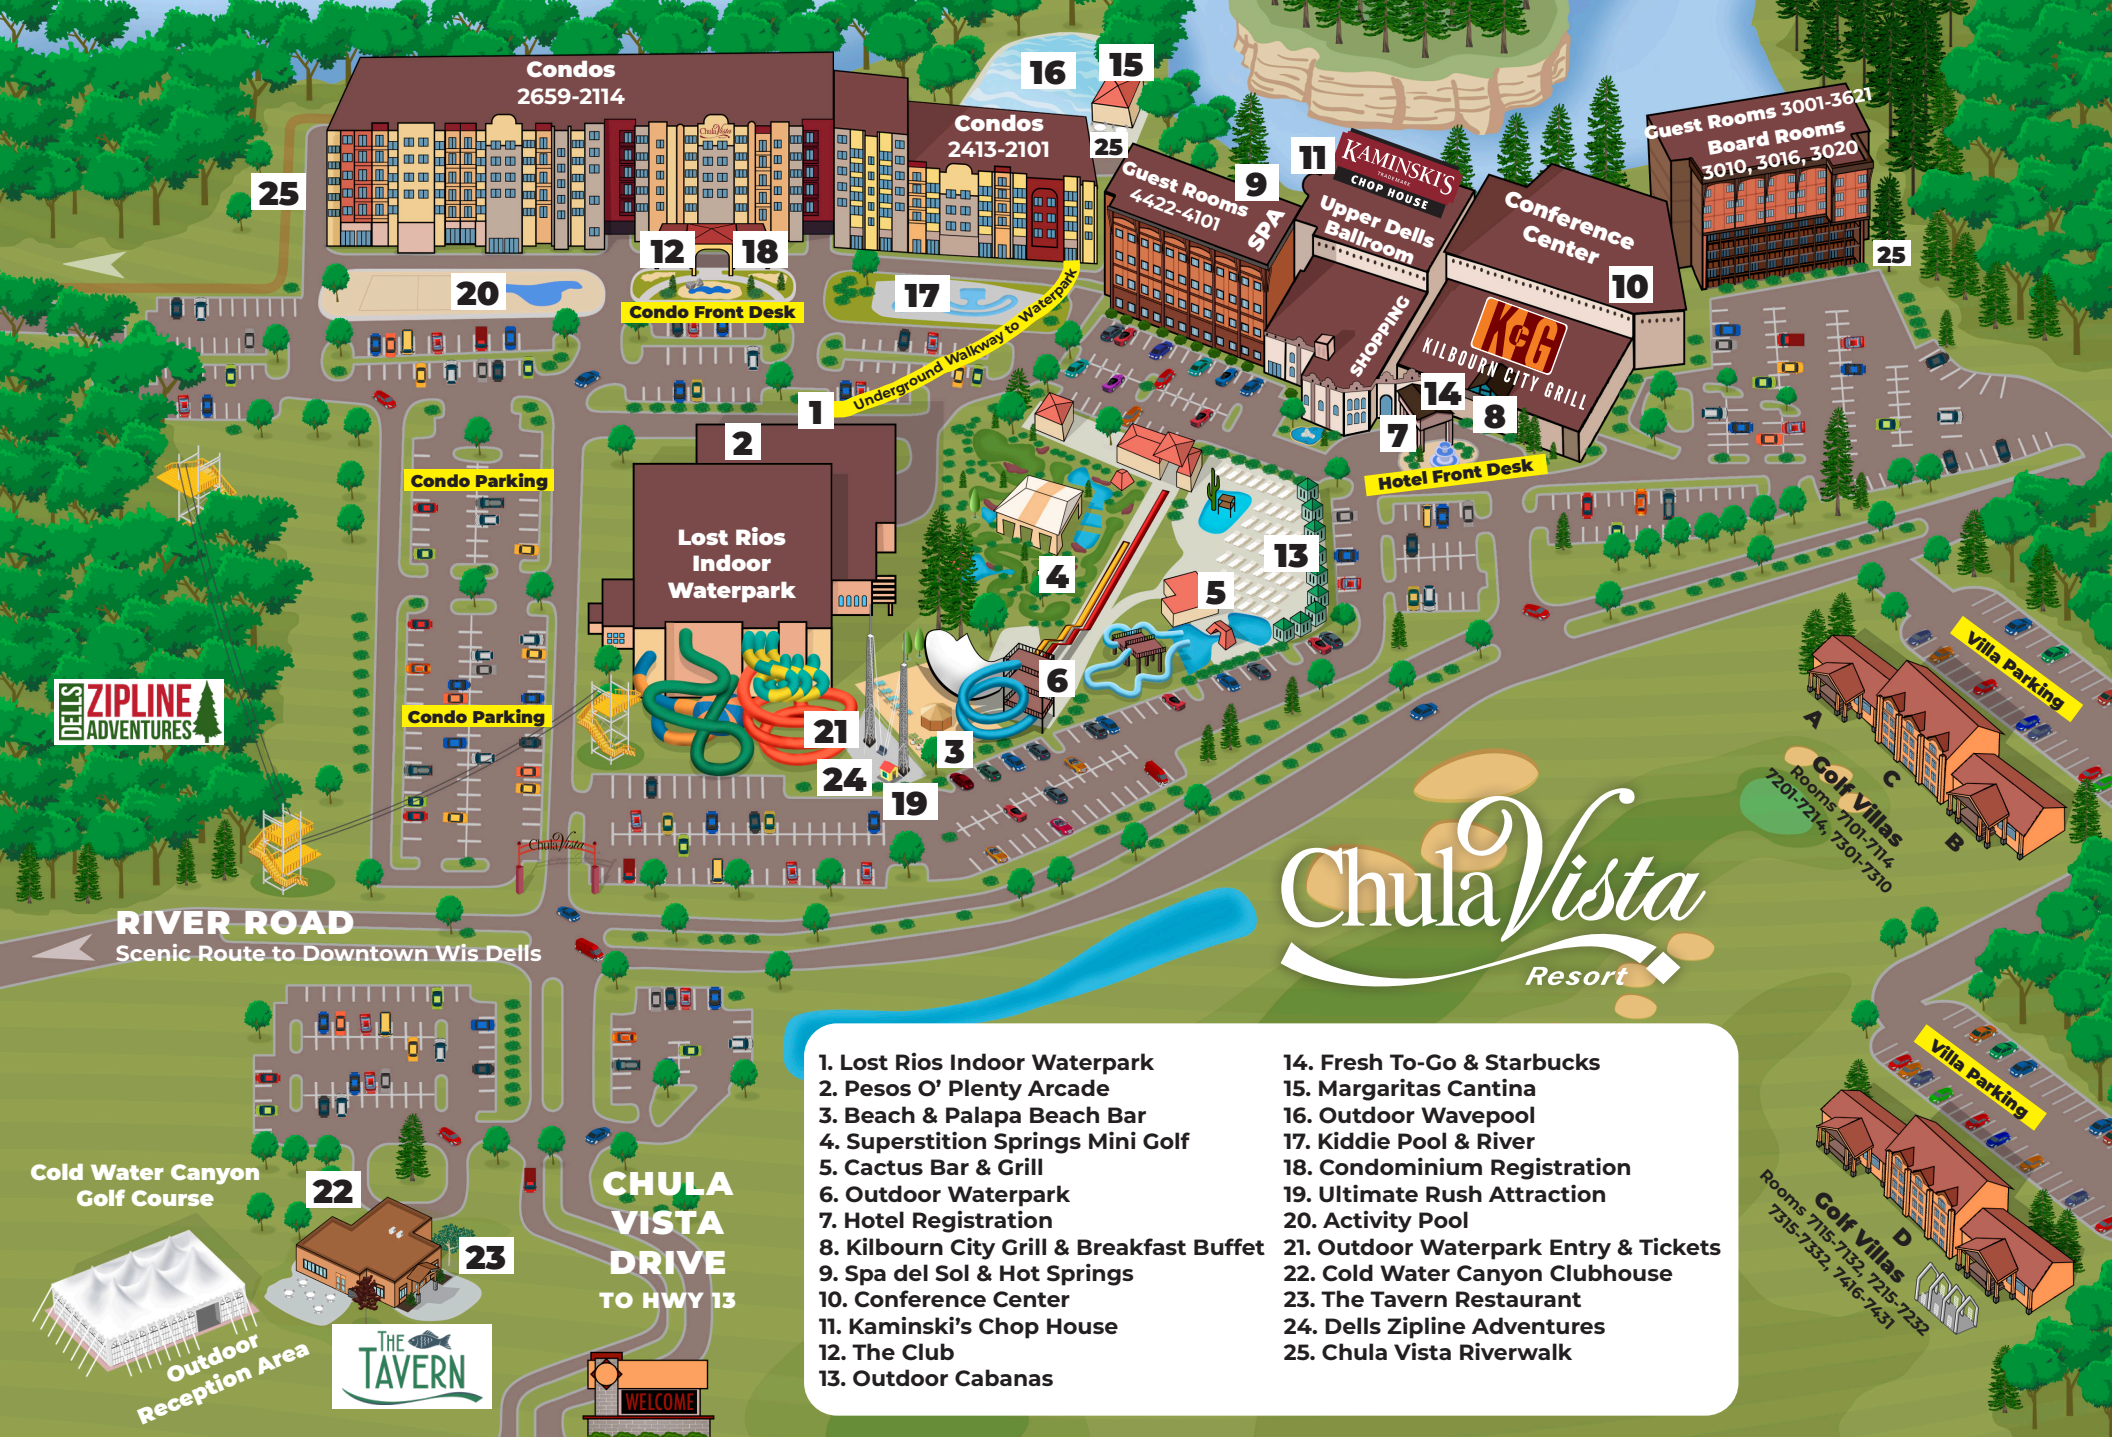 Condos
2659-2114
ChulaVista
16
15
Condos
2413-2101
25
Guest Rooms
4422-4101
9
SPA
11
KAMINSKI'S
TRADEMARK
CHOP HOUSE
Upper Dells
Ballroom
Conference
Center
10
Guest Rooms 3001-3621
Board Rooms
3010, 3016, 3020
25
25
12
18
20
Condo Front Desk
17
Underground Walkway to Waterpark
SHOPPING
KCG
KILBOURN CITY GRILL
14
8
7
Hotel Front Desk
1
2
Condo Parking
Lost Rios
Indoor
Waterpark
4
13
5
6
Villa Parking
DELLS
ZIPLINE
ADVENTURES
Condo Parking
21
3
24
19
A
C
B
Golf Villas
Rooms 7101-7114
7201-7214, 7301-7310
ChulaVista
ChulaVista
Resort
RIVER ROAD
Scenic Route to Downtown Wis Dells
Villa Parking
D
Golf Villas
Rooms 7115-7132, 7215-7232
7315-7332, 7416-7431
Cold Water Canyon
Golf Course
22
23
CHULA
VISTA
DRIVE
TO HWY 13
Outdoor
Reception Area
THE
TAVERN
WELCOME
1. Lost Rios Indoor Waterpark
2. Pesos O' Plenty Arcade
3. Beach & Palapa Beach Bar
4. Superstition Springs Mini Golf
5. Cactus Bar & Grill
6. Outdoor Waterpark
7. Hotel Registration
8. Kilbourn City Grill & Breakfast Buffet
9. Spa del Sol & Hot Springs
10. Conference Center
11. Kaminski's Chop House
12. The Club
13. Outdoor Cabanas
14. Fresh To-Go & Starbucks
15. Margaritas Cantina
16. Outdoor Wavepool
17. Kiddie Pool & River
18. Condominium Registration
19. Ultimate Rush Attraction
20. Activity Pool
21. Outdoor Waterpark Entry & Tickets
22. Cold Water Canyon Clubhouse
23. The Tavern Restaurant
24. Dells Zipline Adventures
25. Chula Vista Riverwalk